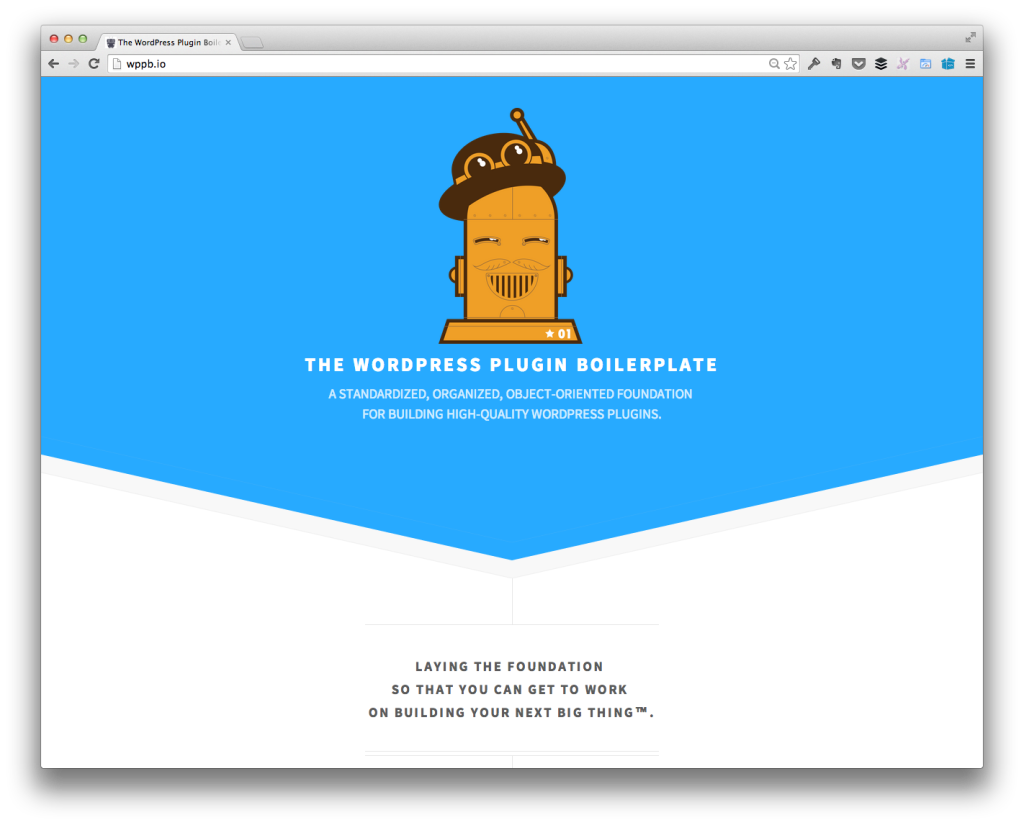 The WordPress Plugin Boil
wppb.io
★ 01
THE WORDPRESS PLUGIN BOILERPLATE
A STANDARDIZED, ORGANIZED, OBJECT-ORIENTED FOUNDATION
FOR BUILDING HIGH-QUALITY WORDPRESS PLUGINS.
LAYING THE FOUNDATION
SO THAT YOU CAN GET TO WORK
ON BUILDING YOUR NEXT BIG THING™.